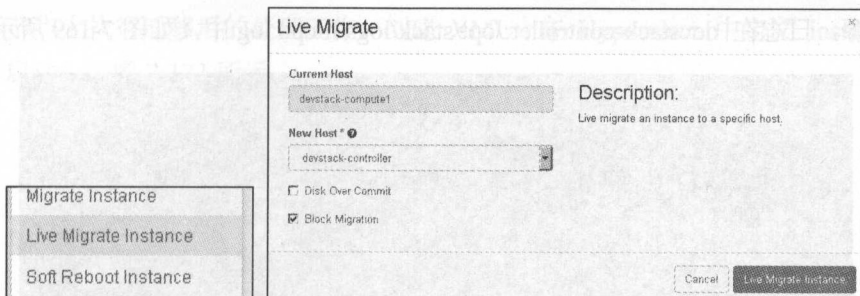 Live Migrate
×
Current Host
devstack-compute1
New Host *
devstack-controller
Disk Over Commit
Block Migration
Description:
Live migrate an instance to a specific host.
Cancel
Live Migrate Instance
Migrate Instance
Live Migrate Instance
Soft Reboot Instance